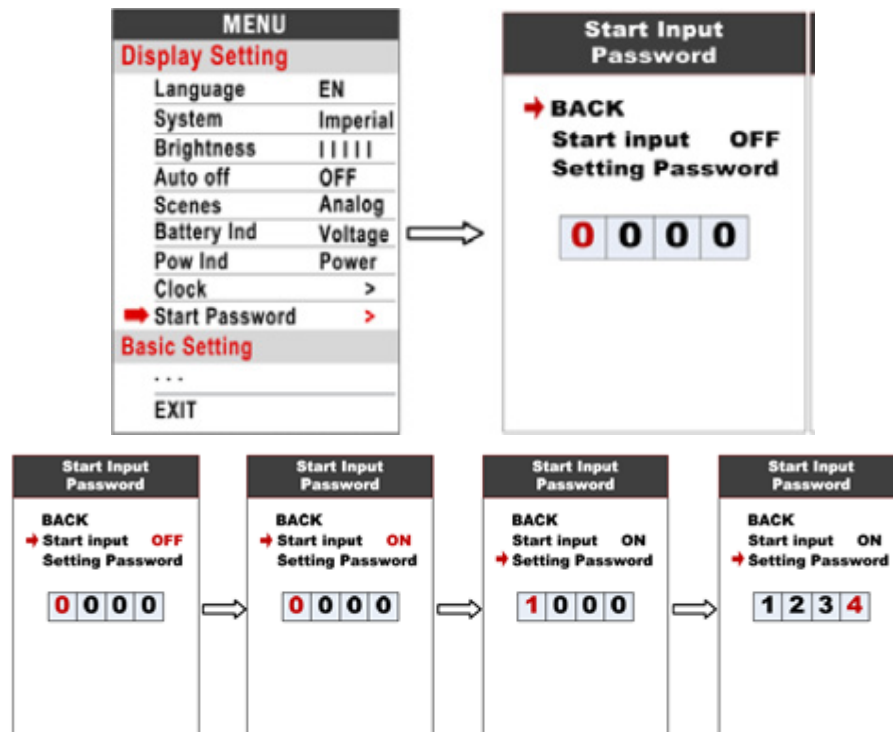 MENU
Display Setting
Language EN
System Imperial
Brightness | | | | |
Auto off OFF
Scenes Analog
Battery Ind Voltage
Pow Ind Power
Clock >
Start Password >
Basic Setting
...
EXIT
Start Input
Password
BACK
Start input OFF
Setting Password
0 0 0 0
Start Input
Password
BACK
Start input OFF
Setting Password
0 0 0 0
Start Input
Password
BACK
Start input ON
Setting Password
0 0 0 0
Start Input
Password
BACK
Start input ON
Setting Password
1 0 0 0
Start Input
Password
BACK
Start input ON
Setting Password
1 2 3 4